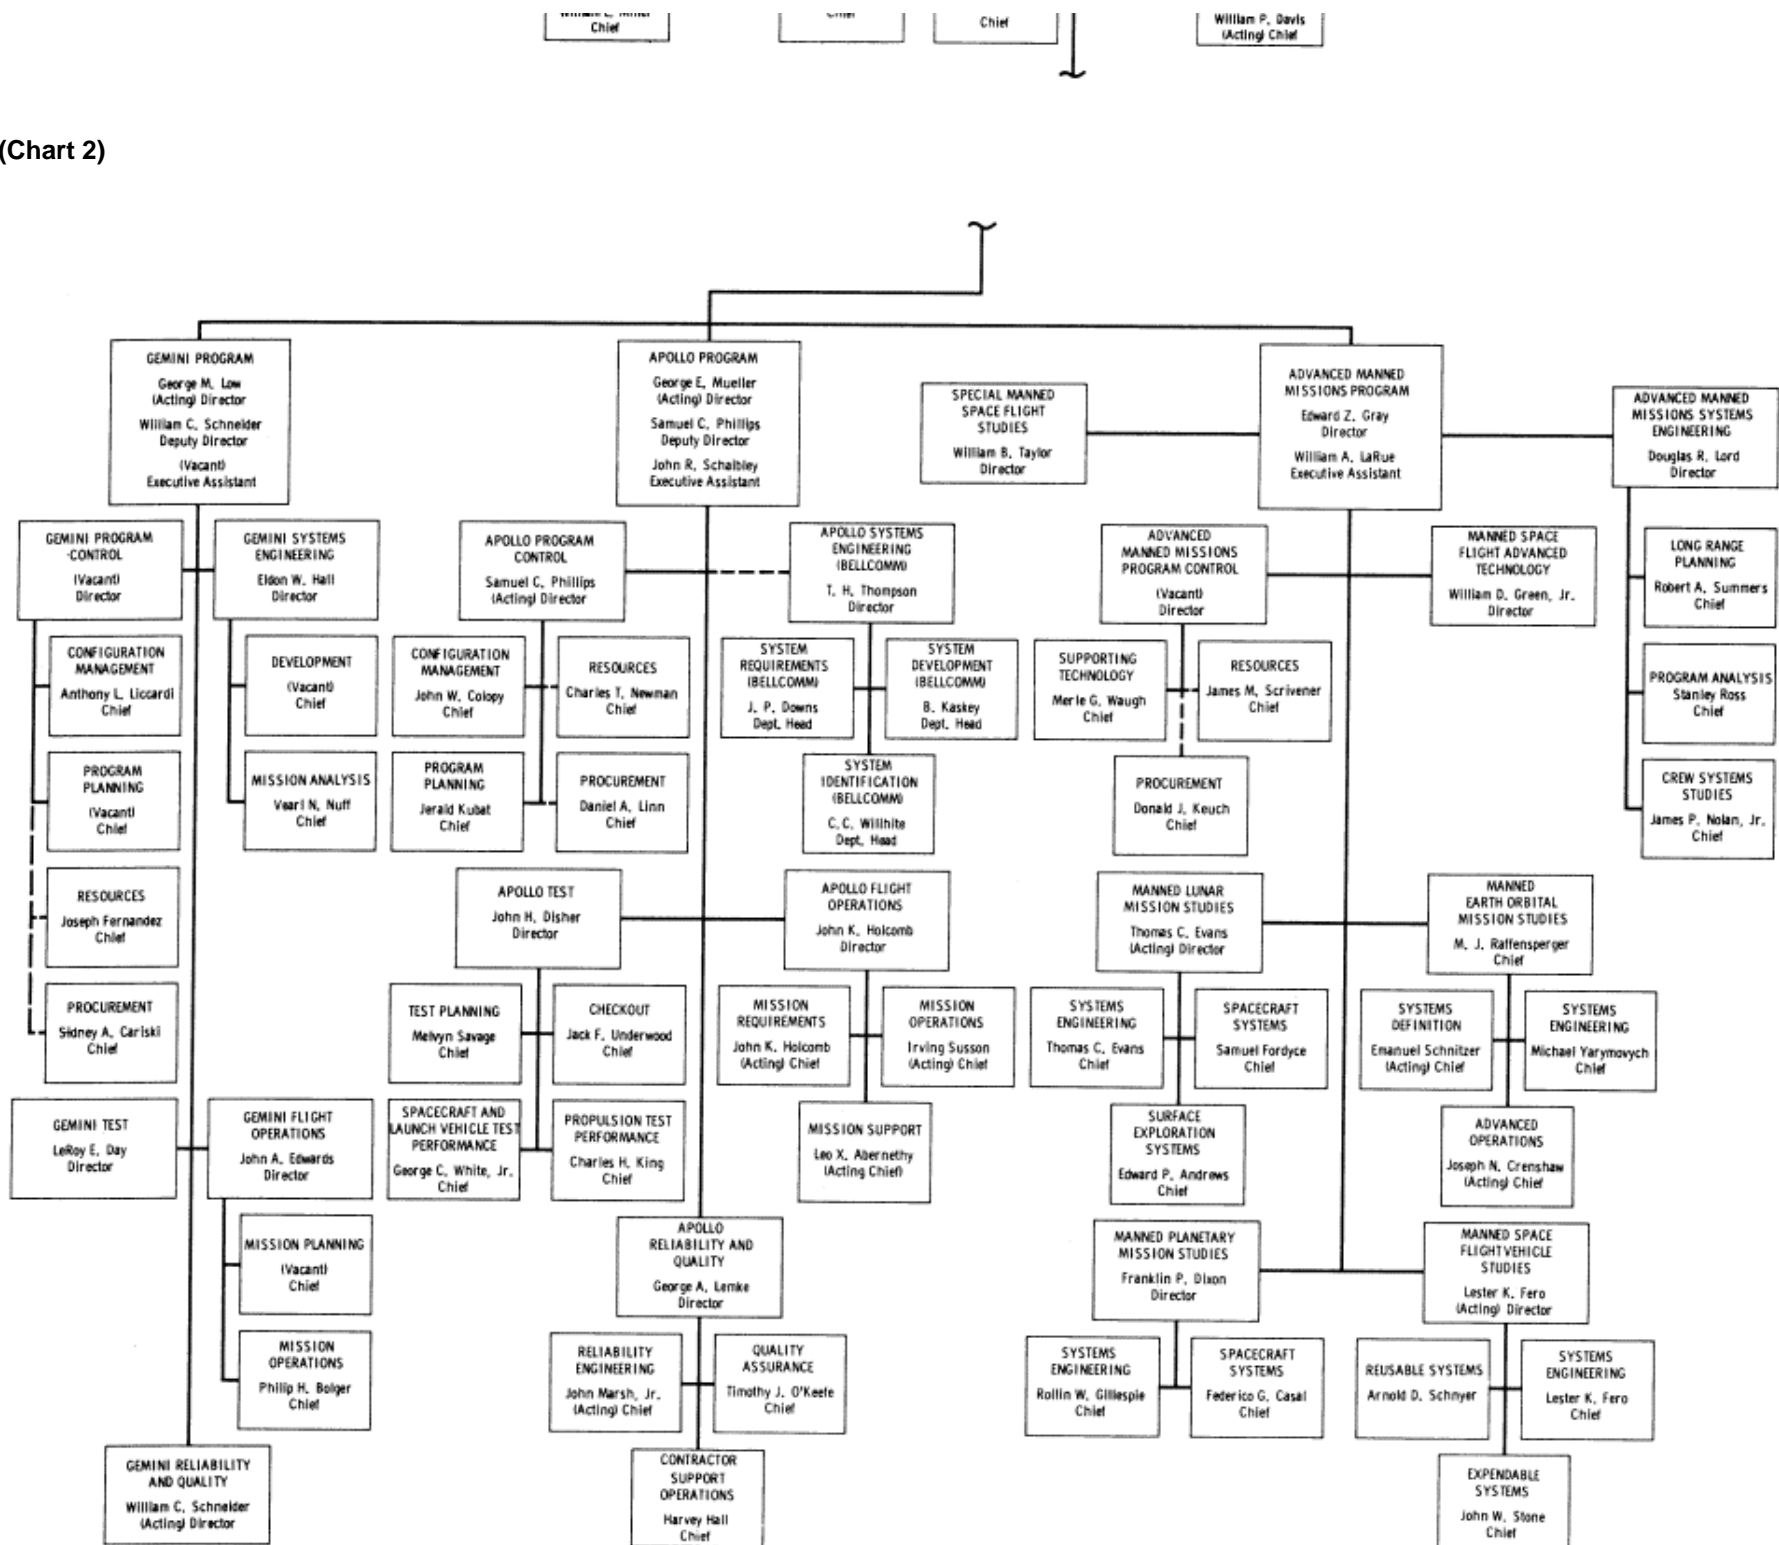 Chief
Chief
William P. Davis
(Acting) Chief
(Chart 2)
GEMINI PROGRAM
George M. Low
(Acting) Director
William C. Schneider
Deputy Director
(Vacant)
Executive Assistant
APOLLO PROGRAM
George E. Mueller
(Acting) Director
Samuel C. Phillips
Deputy Director
John R. Schaibley
Executive Assistant
SPECIAL MANNED
SPACE FLIGHT
STUDIES
William B. Taylor
Director
ADVANCED MANNED
MISSIONS PROGRAM
Edward Z. Gray
Director
William A. LaRue
Executive Assistant
ADVANCED MANNED
MISSIONS SYSTEMS
ENGINEERING
Douglas R. Lord
Director
GEMINI PROGRAM
CONTROL
(Vacant)
Director
GEMINI SYSTEMS
ENGINEERING
Eldon W. Hall
Director
APOLLO PROGRAM
CONTROL
Samuel C. Phillips
(Acting) Director
APOLLO SYSTEMS
ENGINEERING
(BELLCOMM)
T. H. Thompson
Director
ADVANCED
MANNED MISSIONS
PROGRAM CONTROL
(Vacant)
Director
MANNED SPACE
FLIGHT ADVANCED
TECHNOLOGY
William D. Green, Jr.
Director
LONG RANGE
PLANNING
Robert A. Summers
Chief
CONFIGURATION
MANAGEMENT
Anthony L. Liccardi
Chief
DEVELOPMENT
(Vacant)
Chief
CONFIGURATION
MANAGEMENT
John W. Colopy
Chief
RESOURCES
Charles T. Newman
Chief
SYSTEM
REQUIREMENTS
(BELLCOMM)
J. P. Downs
Dept. Head
SYSTEM
DEVELOPMENT
(BELLCOMM)
B. Kaskey
Dept. Head
SUPPORTING
TECHNOLOGY
Merle G. Waugh
Chief
RESOURCES
James M. Scrivener
Chief
PROGRAM ANALYSIS
Stanley Ross
Chief
PROGRAM
PLANNING
(Vacant)
Chief
MISSION ANALYSIS
Vearl N. Nuff
Chief
PROGRAM
PLANNING
Jerald Kubat
Chief
PROCUREMENT
Daniel A. Linn
Chief
SYSTEM
IDENTIFICATION
(BELLCOMM)
C. C. Willhite
Dept. Head
PROCUREMENT
Donald J. Keuch
Chief
CREW SYSTEMS
STUDIES
James P. Nolan, Jr.
Chief
RESOURCES
Joseph Fernandez
Chief
APOLLO TEST
John H. Disher
Director
APOLLO FLIGHT
OPERATIONS
John K. Holcomb
Director
MANNED LUNAR
MISSION STUDIES
Thomas C. Evans
(Acting) Director
MANNED
EARTH ORBITAL
MISSION STUDIES
M. J. Raffensperger
Chief
PROCUREMENT
Sidney A. Cariski
Chief
TEST PLANNING
Melvyn Savage
Chief
CHECKOUT
Jack F. Underwood
Chief
MISSION
REQUIREMENTS
John K. Holcomb
(Acting) Chief
MISSION
OPERATIONS
Irving Susson
(Acting) Chief
SYSTEMS
ENGINEERING
Thomas C. Evans
Chief
SPACECRAFT
SYSTEMS
Samuel Fordyce
Chief
SYSTEMS
DEFINITION
Emanuel Schnitzer
(Acting) Chief
SYSTEMS
ENGINEERING
Michael Yarymovych
Chief
GEMINI TEST
LeRoy E. Day
Director
GEMINI FLIGHT
OPERATIONS
John A. Edwards
Director
SPACECRAFT AND
LAUNCH VEHICLE TEST
PERFORMANCE
George C. White, Jr.
Chief
PROPULSION TEST
PERFORMANCE
Charles H. King
Chief
MISSION SUPPORT
Leo X. Abernethy
(Acting Chief)
SURFACE
EXPLORATION
SYSTEMS
Edward P. Andrews
Chief
ADVANCED
OPERATIONS
Joseph N. Crenshaw
(Acting) Chief
MISSION PLANNING
(Vacant)
Chief
APOLLO
RELIABILITY AND
QUALITY
George A. Lemke
Director
MANNED PLANETARY
MISSION STUDIES
Franklin P. Dixon
Director
MANNED SPACE
FLIGHT VEHICLE
STUDIES
Lester K. Fero
(Acting) Director
MISSION
OPERATIONS
Philip H. Bolger
Chief
RELIABILITY
ENGINEERING
John Marsh, Jr.
(Acting) Chief
QUALITY
ASSURANCE
Timothy J. O'Keefe
Chief
SYSTEMS
ENGINEERING
Rollin W. Gillespie
Chief
SPACECRAFT
SYSTEMS
Federico G. Casal
Chief
REUSABLE SYSTEMS
Arnold D. Schnyer
SYSTEMS
ENGINEERING
Lester K. Fero
Chief
GEMINI RELIABILITY
AND QUALITY
William C. Schneider
(Acting) Director
CONTRACTOR
SUPPORT
OPERATIONS
Harvey Hall
Chief
EXPENDABLE
SYSTEMS
John W. Stone
Chief